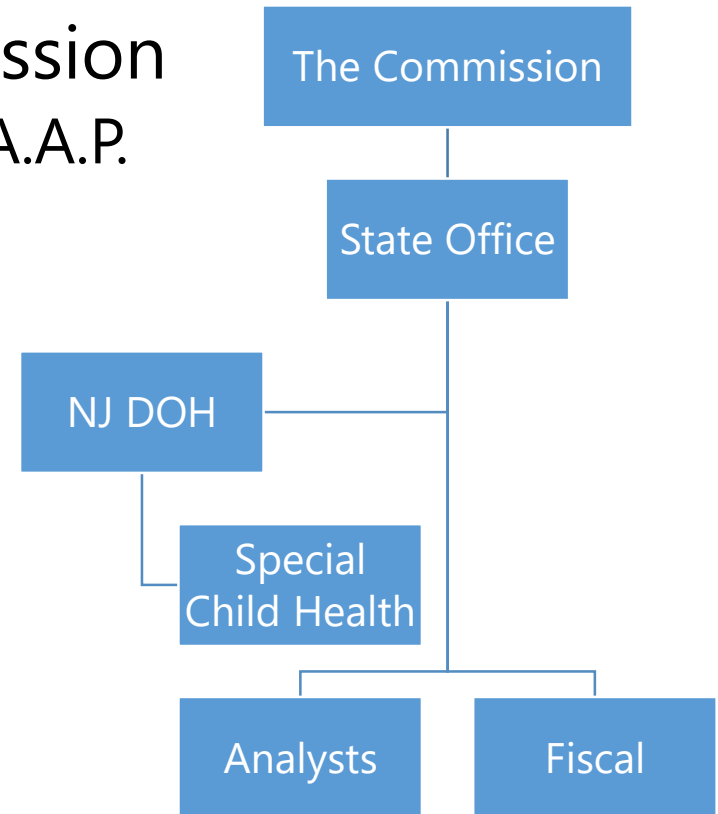 ssion
A.A.P.
The Commission
State Office
NJ DOH
Special
Child Health
Analysts
Fiscal